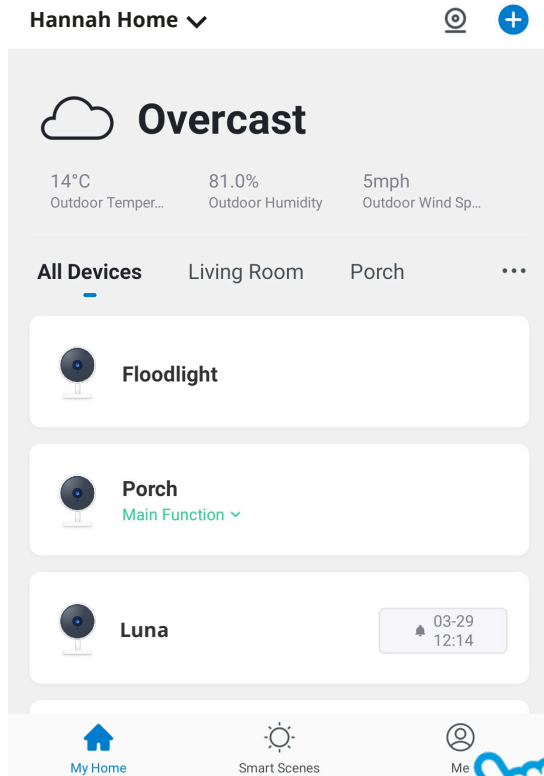 Hannah Home
Overcast
14°C 81.0% 5mph
Outdoor Temper... Outdoor Humidity Outdoor Wind Sp...
All Devices Living Room Porch
Floodlight
Porch
Main Function
Luna
03-29
12:14
My Home Smart Scenes Me